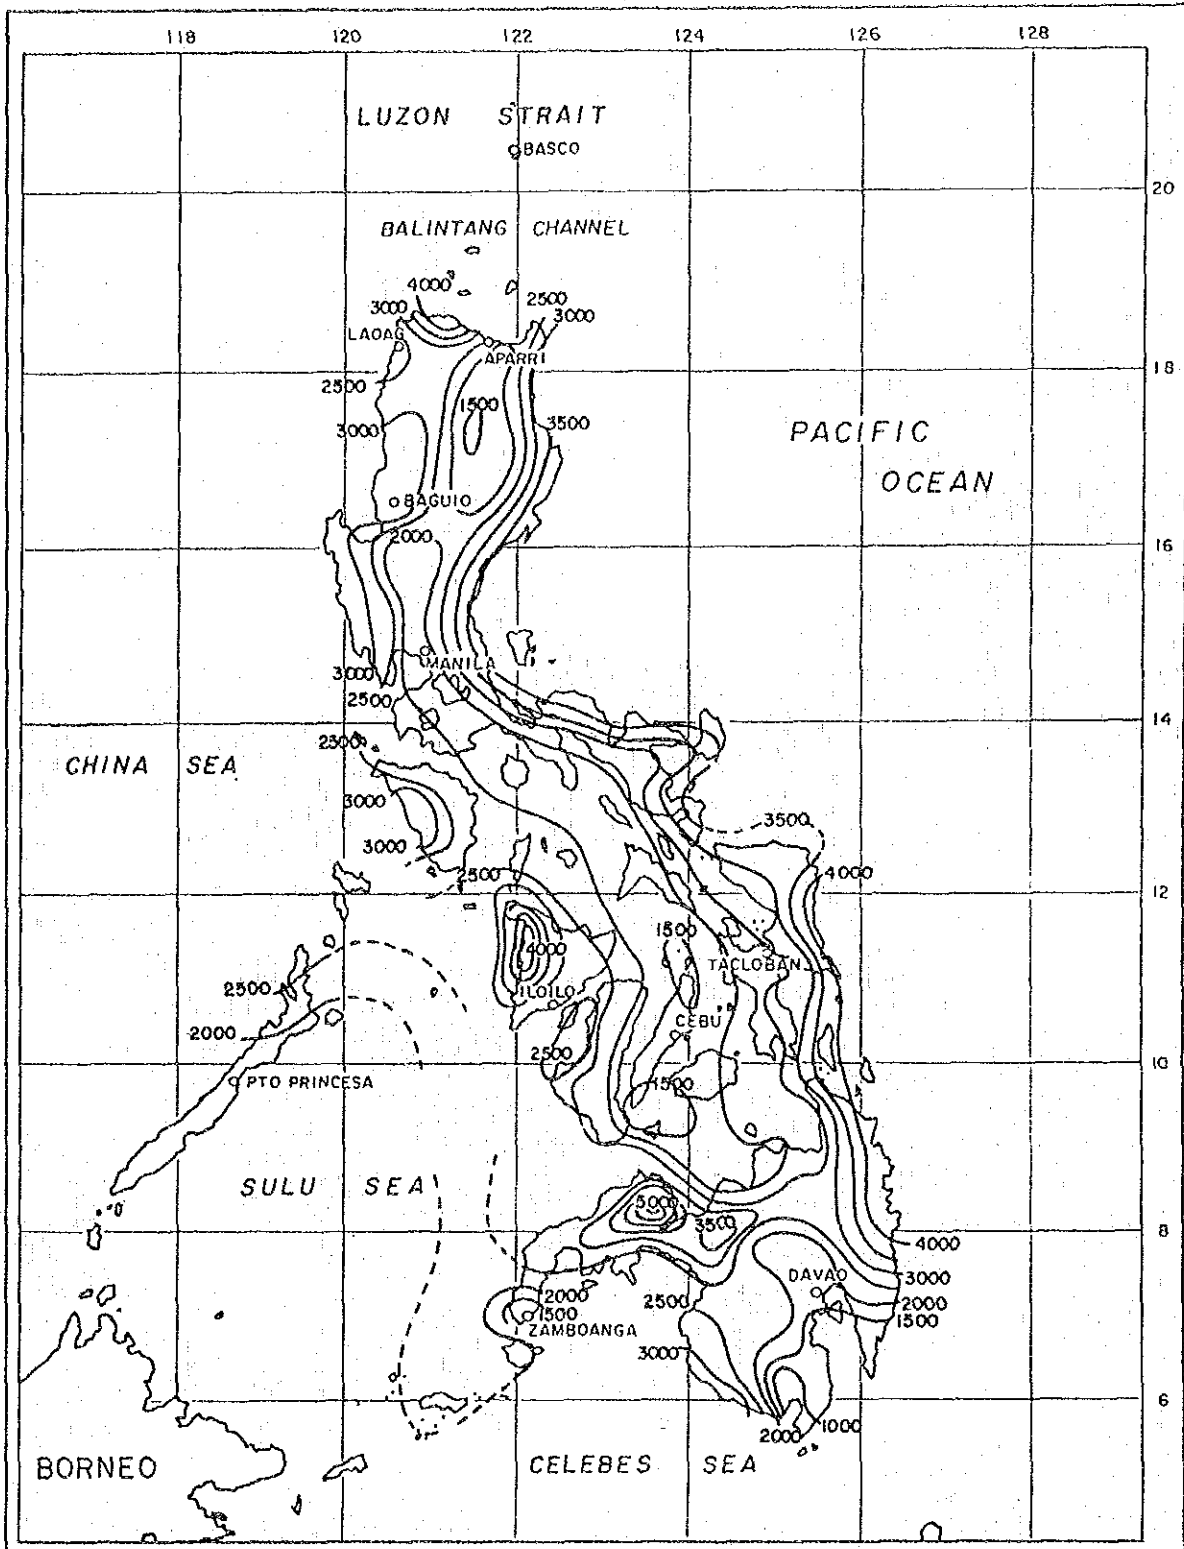 118 120 122 124 126 128
LUZON STRAIT
BASCO
20
BALINTANG CHANNEL
4000
3000
2500
3000
LAOAG
APARRI
18
2500
1500
3000
3500
PACIFIC
OCEAN
BAGUIO
2000
16
MANILA
3000
2500
14
2500
CHINA SEA
3000
3500
3000
2500
4000
12
1500
4000
TACLOBAN
2500
ILOILO
CEBU
2000
2500
10
PTO PRINCESA
1500
SULU SEA
5000
3500
8
4000
DAVAO
3000
2000
2500
2000
1500
1500
ZAMBOANGA
3000
6
1000
2000
BORNEO
CELEBES SEA